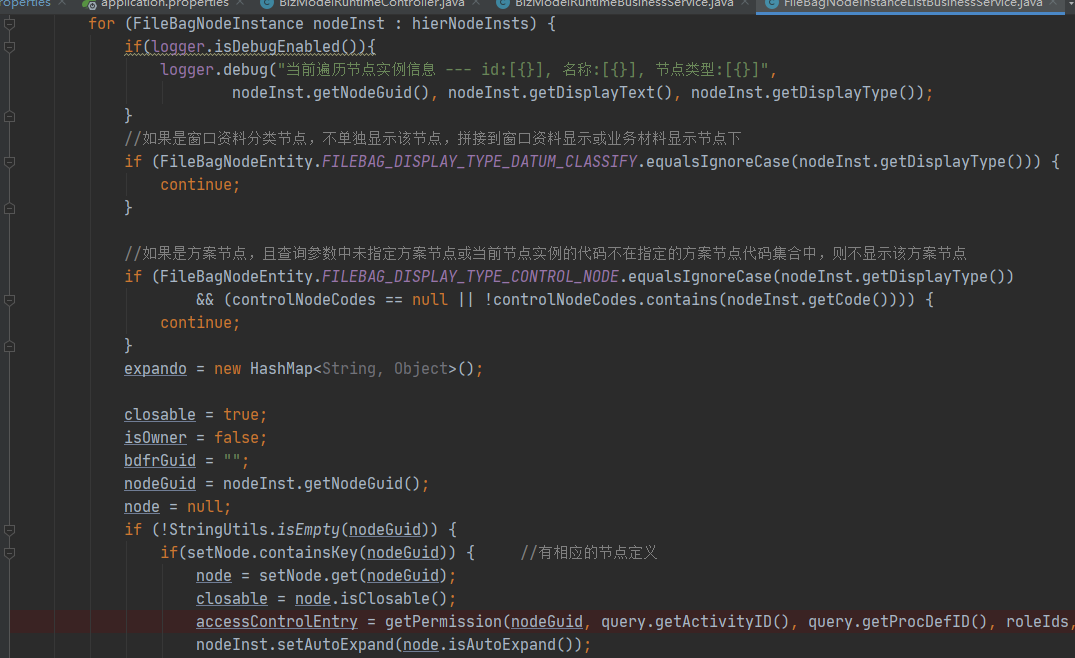 roperties × application.properties × BizModelRuntimeController.java × BizModelRuntimeBusinessService.java × FileBagNodeInstanceListBusinessService.java ×
for (FileBagNodeInstance nodeInst : hierNodeInsts) {
if(logger.isDebugEnabled()){
logger.debug("当前遍历节点实例信息 --- id:[{}], 名称:[{}], 节点类型:[{}]",
nodeInst.getNodeGuid(), nodeInst.getDisplayText(), nodeInst.getDisplayType());
}
//如果是窗口资料分类节点，不单独显示该节点，拼接到窗口资料显示或业务材料显示节点下
if (FileBagNodeEntity.FILEBAG_DISPLAY_TYPE_DATUM_CLASSIFY.equalsIgnoreCase(nodeInst.getDisplayType())) {
continue;
}
//如果是方案节点，且查询参数中未指定方案节点或当前节点实例的代码不在指定的方案节点代码集合中，则不显示该方案节点
if (FileBagNodeEntity.FILEBAG_DISPLAY_TYPE_CONTROL_NODE.equalsIgnoreCase(nodeInst.getDisplayType())
&& (controlNodeCodes == null || !controlNodeCodes.contains(nodeInst.getCode()))) {
continue;
}
expando = new HashMap<String, Object>();
closable = true;
isOwner = false;
bdfrGuid = "";
nodeGuid = nodeInst.getNodeGuid();
node = null;
if (!StringUtils.isEmpty(nodeGuid)) {
if(setNode.containsKey(nodeGuid)) { //有相应的节点定义
node = setNode.get(nodeGuid);
closable = node.isClosable();
accessControlEntry = getPermission(nodeGuid, query.getActivityID(), query.getProcDefID(), roleIds,
nodeInst.setAutoExpand(node.isAutoExpand());